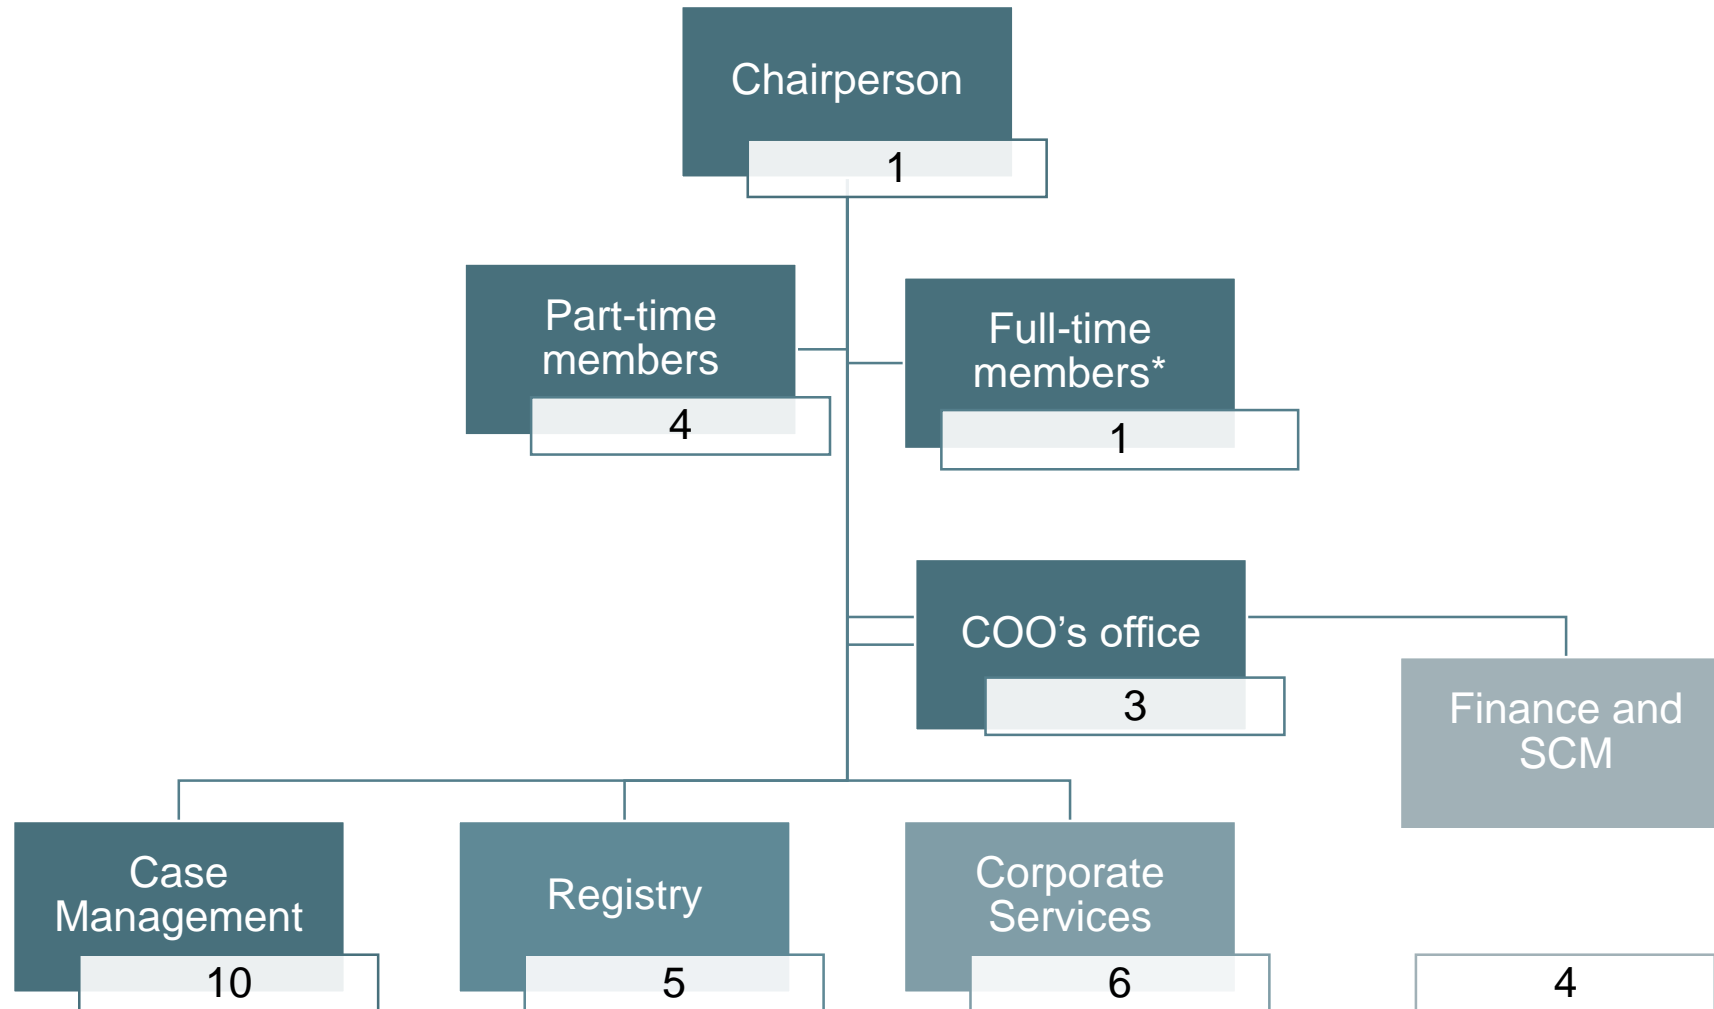 Chairperson
1
Part-time
members
4
Full-time
members*
1
COO’s office
3
Finance and
SCM
4
Case
Management
10
Registry
5
Corporate
Services
6